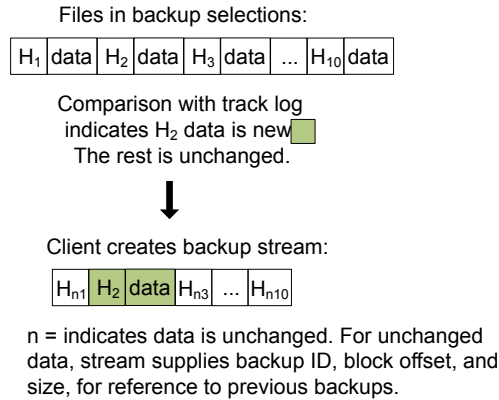 Files in backup selections:
H₁ data H₂ data H₃ data ... H₁₀ data
Comparison with track log
indicates H₂ data is new
The rest is unchanged.
Client creates backup stream:
Hₙ₁ H₂ data Hₙ₃ ... Hₙ₁₀
n = indicates data is unchanged. For unchanged
data, stream supplies backup ID, block offset, and
size, for reference to previous backups.